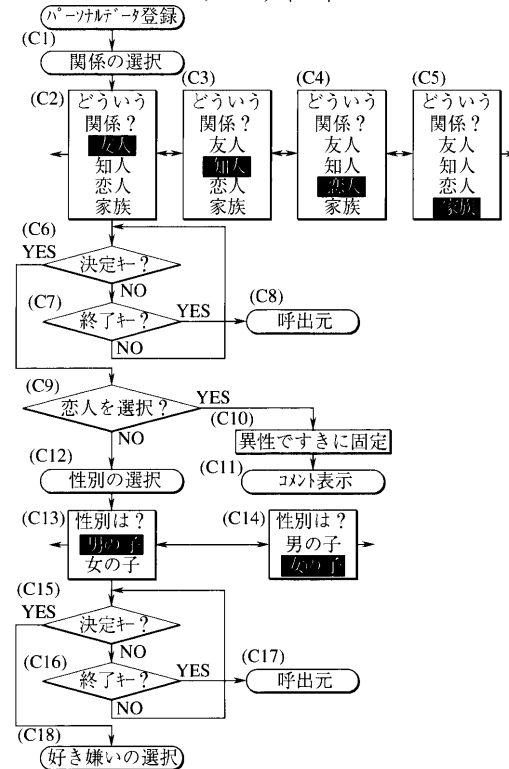 ﾊﾟｰｿﾅﾙﾃﾞｰﾀ登録
(C1)
関係の選択
(C2)
どういう
関係？
友人
知人
恋人
家族
(C3)
どういう
関係？
友人
知人
恋人
家族
(C4)
どういう
関係？
友人
知人
恋人
家族
(C5)
どういう
関係？
友人
知人
恋人
家族
(C6)
YES
決定ｷｰ？
NO
(C7)
終了ｷｰ？
YES
NO
(C8)
呼出元
(C9)
恋人を選択？
YES
NO
(C10)
異性ですきに固定
(C11)
ｺﾒﾝﾄ表示
(C12)
性別の選択
(C13)
性別は？
男の子
女の子
(C14)
性別は？
男の子
女の子
(C15)
YES
決定ｷｰ？
NO
(C16)
終了ｷｰ？
YES
NO
(C17)
呼出元
(C18)
好き嫌いの選択